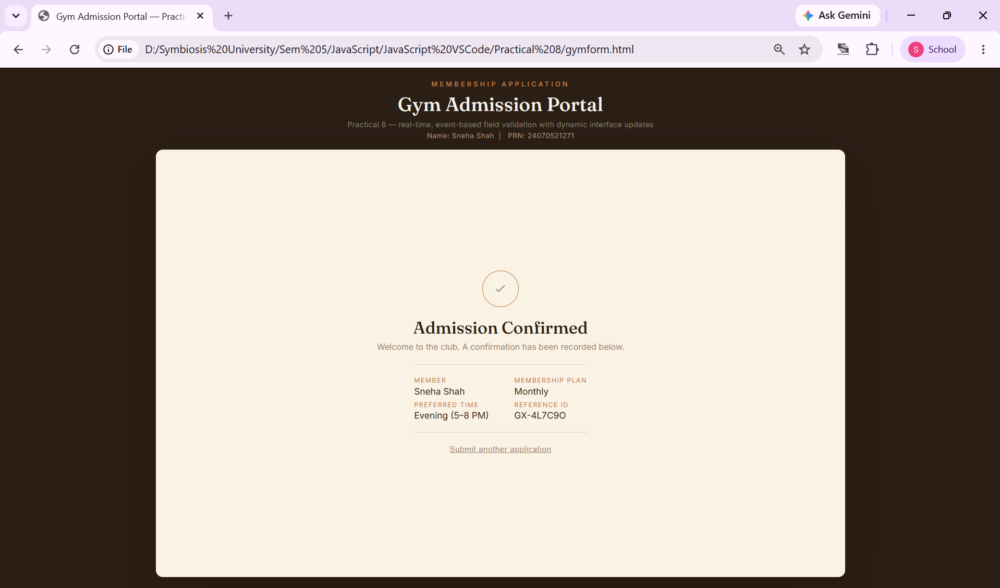 Gym Admission Portal — Practi
Ask Gemini
File
D:/Symbiosis%20University/Sem%205/JavaScript/JavaScript%20VSCode/Practical%208/gymform.html
S
School
MEMBERSHIP APPLICATION
Gym Admission Portal
Practical 8 — real-time, event-based field validation with dynamic interface updates
Name: Sneha Shah | PRN: 24070521271
Admission Confirmed
Welcome to the club. A confirmation has been recorded below.
MEMBER MEMBERSHIP PLAN
Sneha Shah Monthly
PREFERRED TIME REFERENCE ID
Evening (5–8 PM) GX-4L7C9O
Submit another application